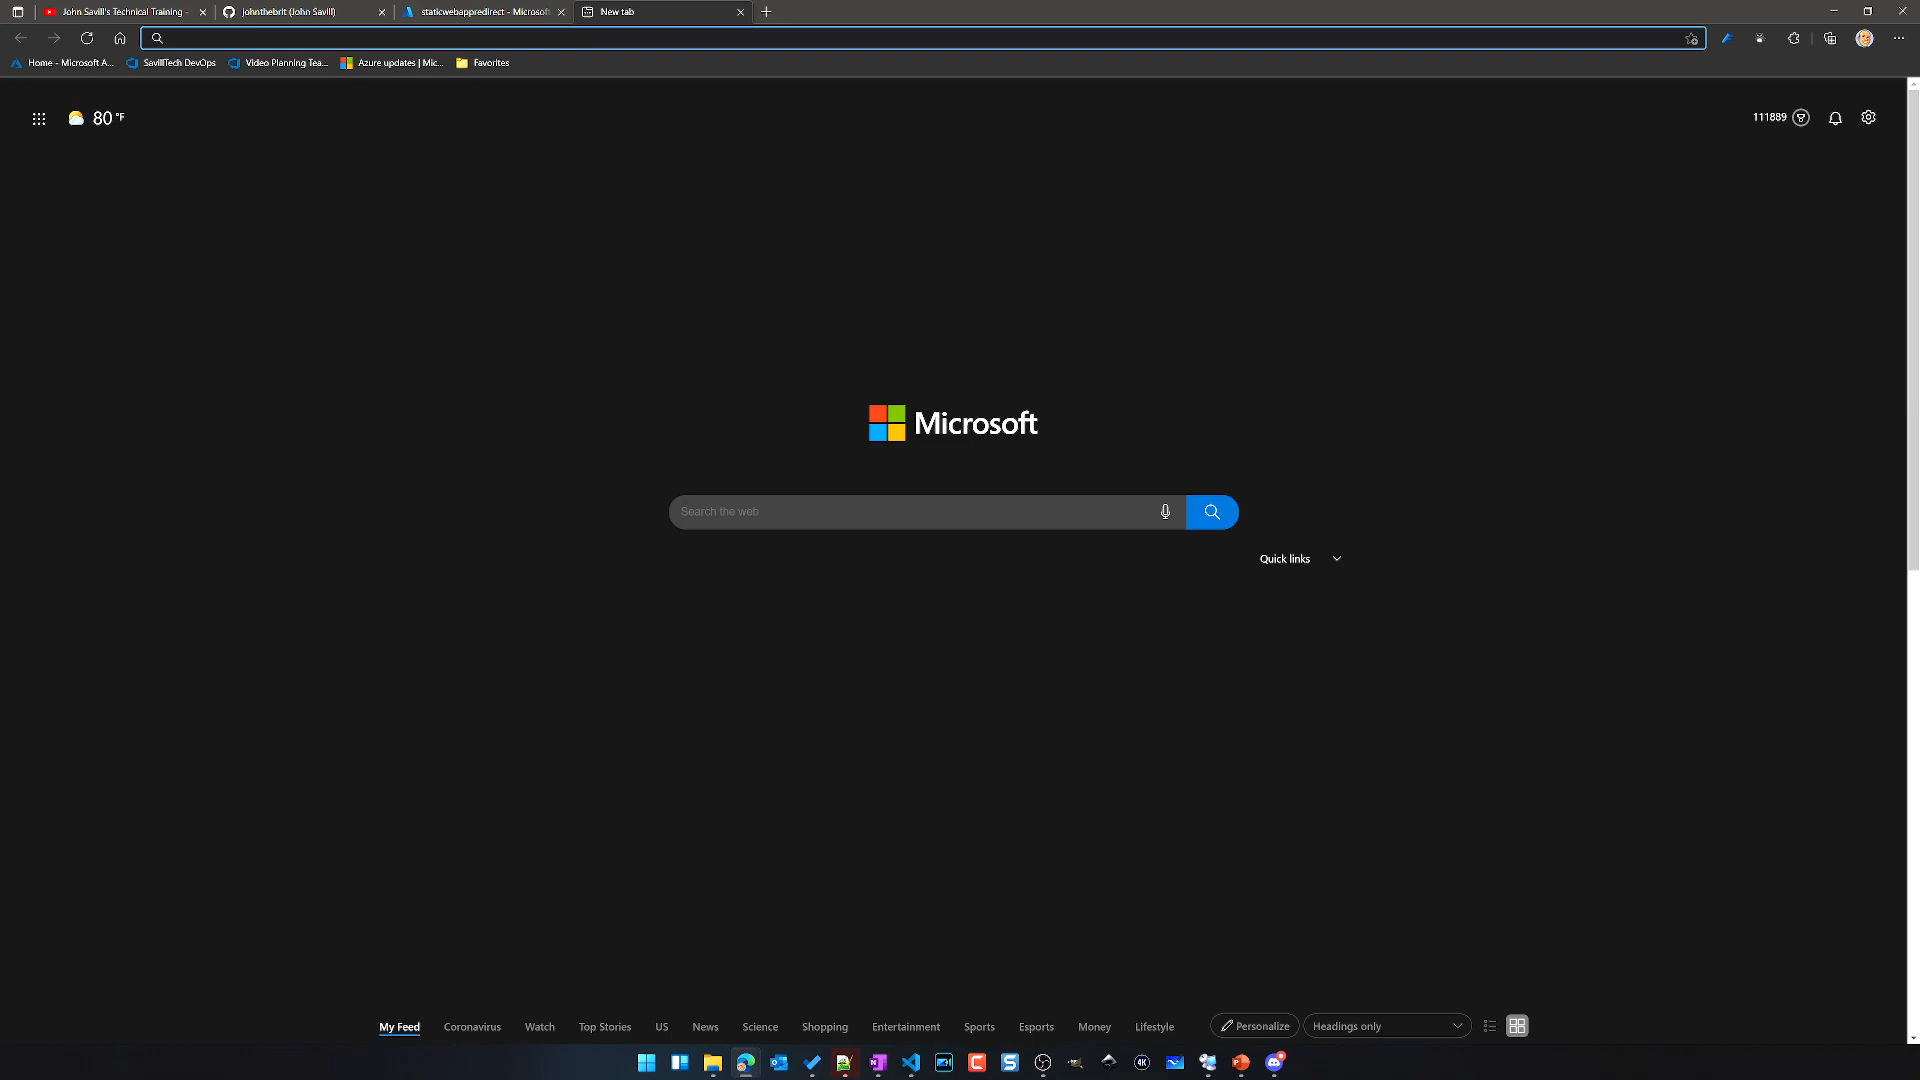 John Savill's Technical Training -
johnthebrit (John Savill)
staticwebappredirect - Microsoft
New tab
Home - Microsoft A...
SavillTech DevOps
Video Planning Tea...
Azure updates | Mic...
Favorites
80 °F
111889
Microsoft
Search the web
Quick links
My Feed
Coronavirus
Watch
Top Stories
US
News
Science
Shopping
Entertainment
Sports
Esports
Money
Lifestyle
Personalize
Headings only
4K